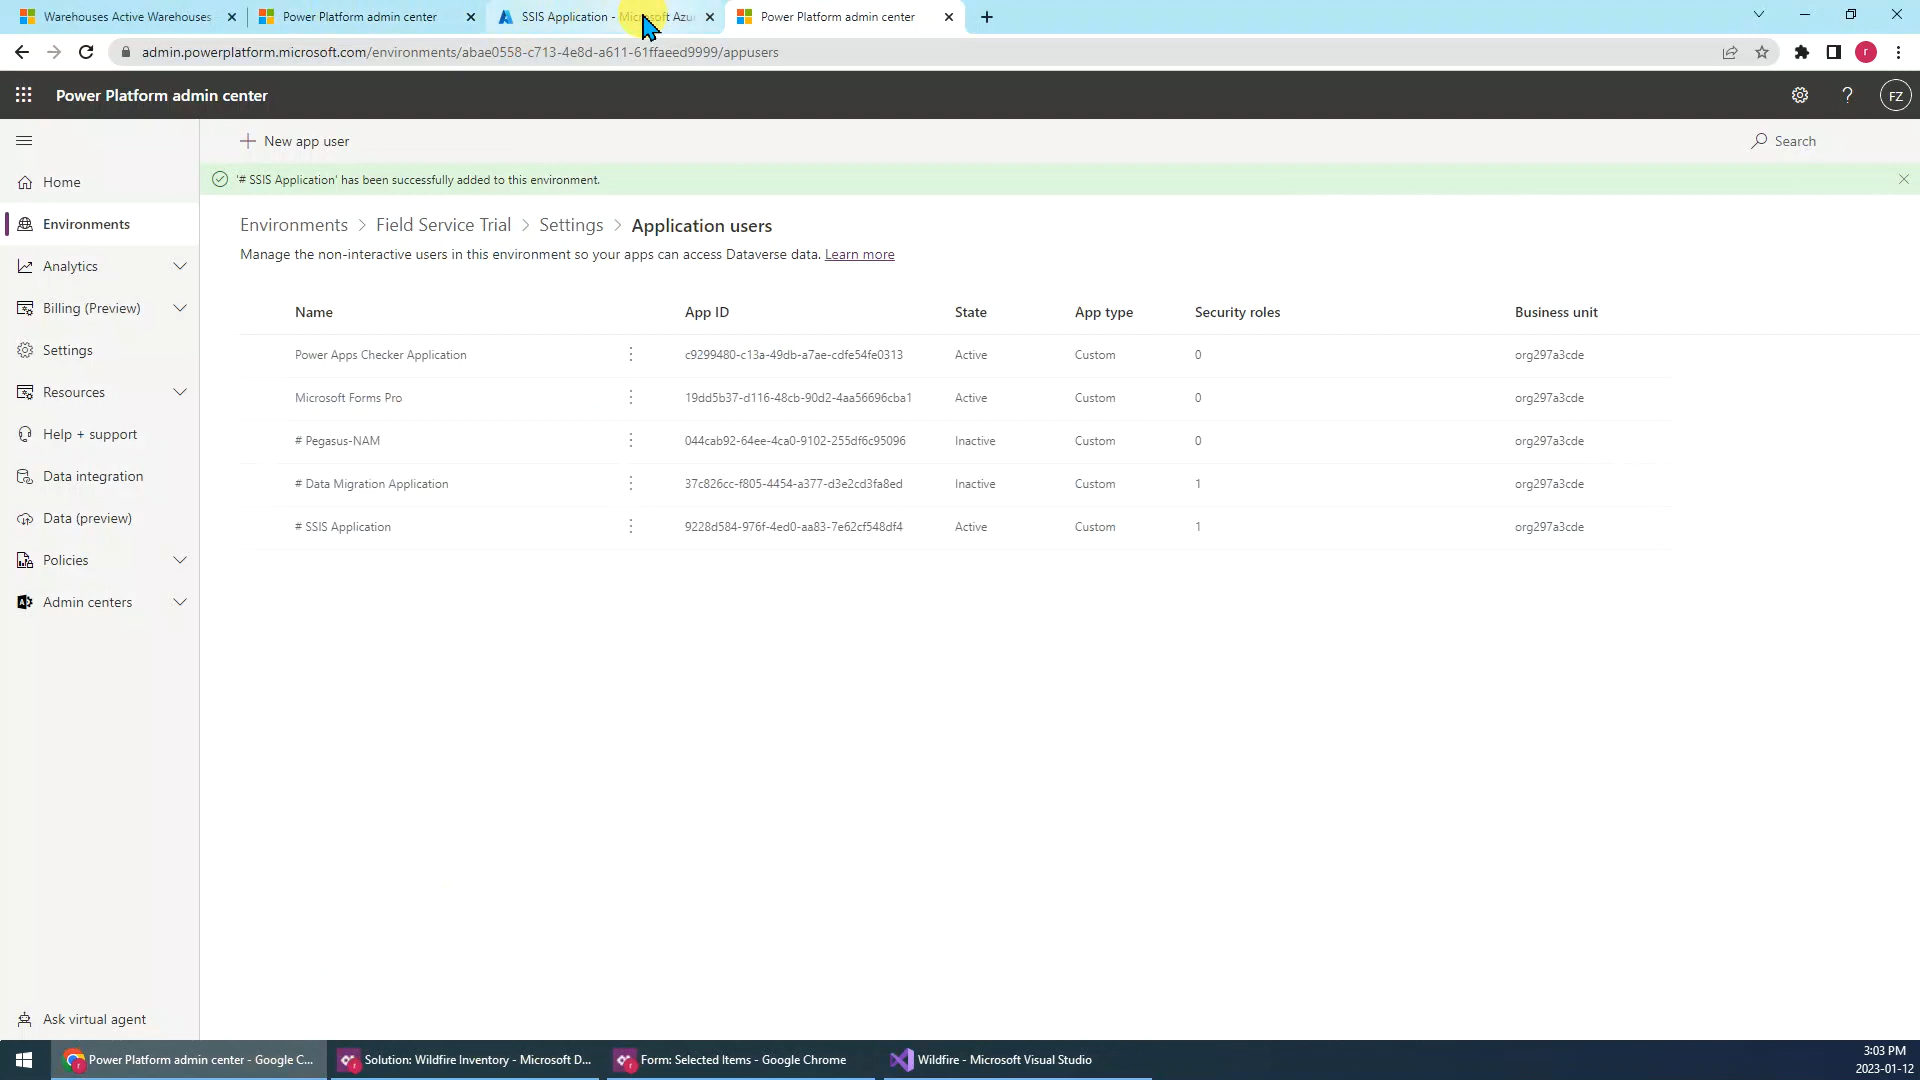 Warehouses Active Warehouses
Power Platform admin center
SSIS Application - Microsoft Azu
Power Platform admin center
admin.powerplatform.microsoft.com/environments/abae0558-c713-4e8d-a611-61ffaeed9999/appusers
r
Power Platform admin center
? FZ
New app user
Search
'# SSIS Application' has been successfully added to this environment.
Home
Environments
Analytics
Billing (Preview)
Settings
Resources
Help + support
Data integration
Data (preview)
Policies
Admin centers
Ask virtual agent
Environments > Field Service Trial > Settings > Application users
Manage the non-interactive users in this environment so your apps can access Dataverse data. Learn more
Name App ID State App type Security roles Business unit
Power Apps Checker Application c9299480-c13a-49db-a7ae-cdfe54fe0313 Active Custom 0 org297a3cde
Microsoft Forms Pro 19dd5b37-d116-48cb-90d2-4aa56696cba1 Active Custom 0 org297a3cde
# Pegasus-NAM 044cab92-64ee-4ca0-9102-255df6c95096 Inactive Custom 0 org297a3cde
# Data Migration Application 37c826cc-f805-4454-a377-d3e2cd3fa8ed Inactive Custom 1 org297a3cde
# SSIS Application 9228d584-976f-4ed0-aa83-7e62cf548df4 Active Custom 1 org297a3cde
Power Platform admin center - Google C...
Solution: Wildfire Inventory - Microsoft D...
Form: Selected Items - Google Chrome
Wildfire - Microsoft Visual Studio
3:03 PM
2023-01-12